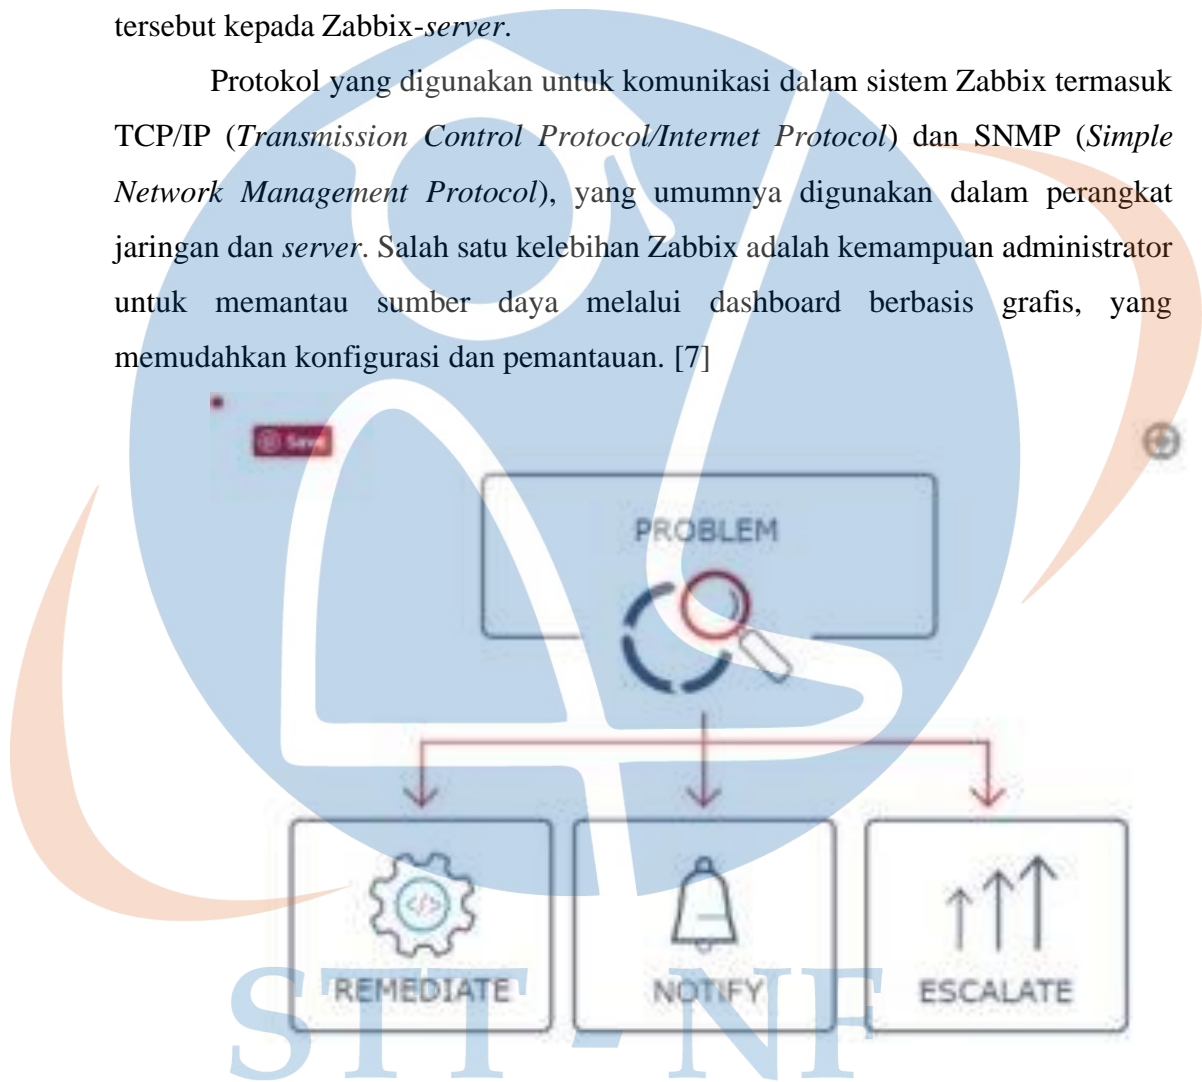 tersebut kepada Zabbix-server.
Protokol yang digunakan untuk komunikasi dalam sistem Zabbix termasuk
TCP/IP (Transmission Control Protocol/Internet Protocol) dan SNMP (Simple
Network Management Protocol), yang umumnya digunakan dalam perangkat
jaringan dan server. Salah satu kelebihan Zabbix adalah kemampuan administrator
untuk memantau sumber daya melalui dashboard berbasis grafis, yang
memudahkan konfigurasi dan pemantauan. [7]
Save
PROBLEM
</>
REMEDIATE NOTIFY ESCALATE
STT - NF